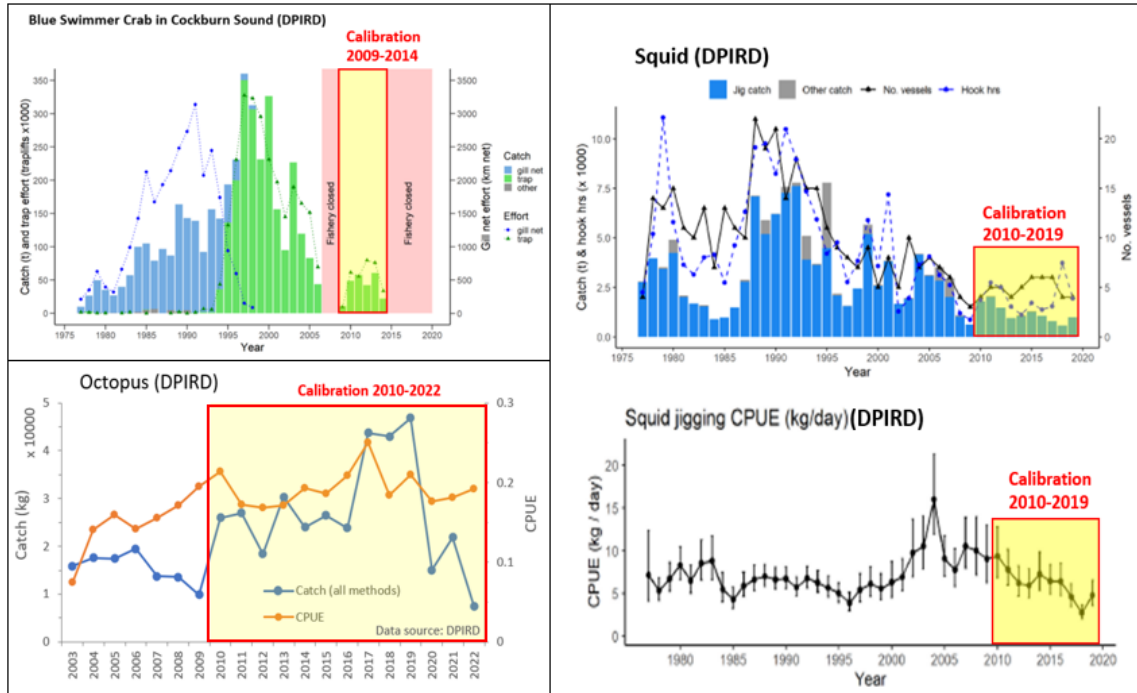 Blue Swimmer Crab in Cockburn Sound (DPIRD)
Calibration
2009-2014
Catch (t) and trap effort (traplifts x1000)
350
300
250
200
150
100
50
0
Fishery closed
Fishery closed
3500
3000
2500
2000
1500
1000
500
0
Gill net effort (km net)
Catch
gill net
trap
other
Effort
gill net
trap
1975 1980 1985 1990 1995 2000 2005 2010 2015 2020
Year
Squid (DPIRD)
Jig catch Other catch No. vessels Hook hrs
Catch (t) & hook hrs (x 1000)
10.0
7.5
5.0
2.5
0.0
Calibration
2010-2019
20
15
10
5
0
No. vessels
1975 1980 1985 1990 1995 2000 2005 2010 2015 2020
Year
Octopus (DPIRD)
Calibration 2010-2022
x 10000
Catch (kg)
5
4
3
2
1
0
0.3
0.2
0.1
0
CPUE
Catch (all methods)
CPUE
Data source: DPIRD
2003 2004 2005 2006 2007 2008 2009 2010 2011 2012 2013 2014 2015 2016 2017 2018 2019 2020 2021 2022
Squid jigging CPUE (kg/day)(DPIRD)
CPUE (kg / day)
20
15
10
5
0
Calibration
2010-2019
1980 1985 1990 1995 2000 2005 2010 2015 2020
Year